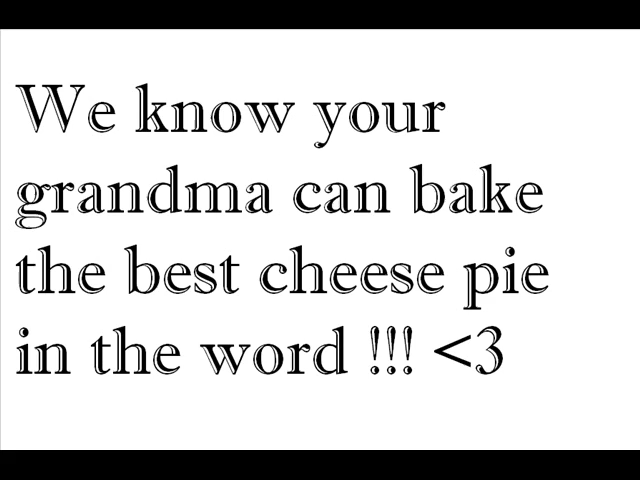 We know your
grandma can bake
the best cheese pie
in the word !!! <3